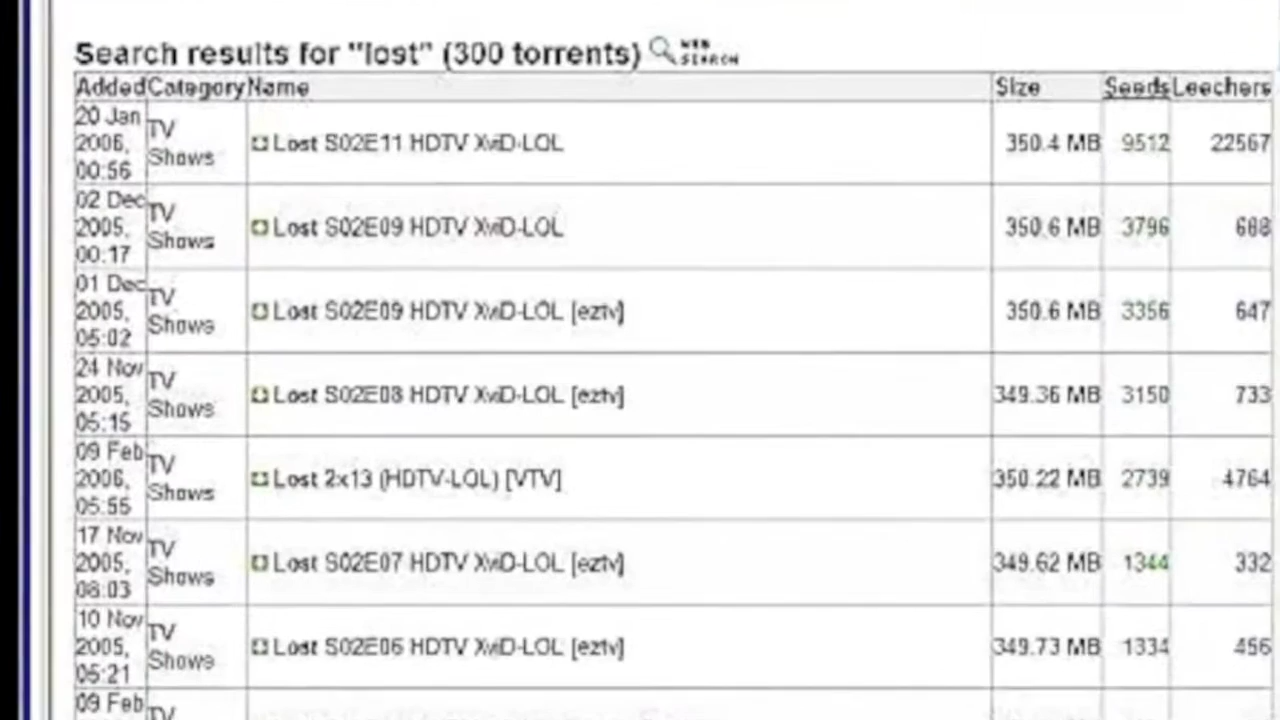 Search results for "lost" (300 torrents) WEB SEARCH
Added Category Name Size Seeds Leechers
20 Jan 2006, 00:56 TV Shows Lost S02E11 HDTV XviD-LOL 350.4 MB 9512 22567
02 Dec 2005, 00:17 TV Shows Lost S02E09 HDTV XviD-LOL 350.6 MB 3796 688
01 Dec 2005, 05:02 TV Shows Lost S02E09 HDTV XviD-LOL [eztv] 350.6 MB 3356 647
24 Nov 2005, 05:15 TV Shows Lost S02E08 HDTV XviD-LOL [eztv] 349.36 MB 3150 733
09 Feb 2006, 05:55 TV Shows Lost 2x13 (HDTV-LOL) [VTV] 350.22 MB 2739 4764
17 Nov 2005, 08:03 TV Shows Lost S02E07 HDTV XviD-LOL [eztv] 349.62 MB 1344 332
10 Nov 2005, 05:21 TV Shows Lost S02E06 HDTV XviD-LOL [eztv] 349.73 MB 1334 456
09 Feb TV